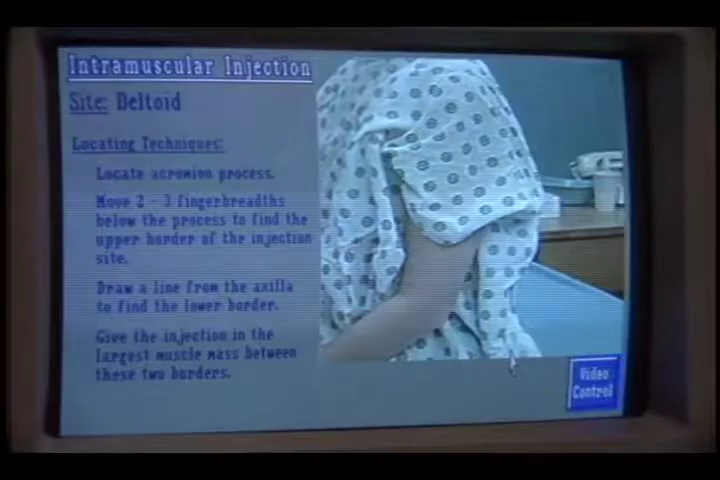 Intramuscular Injection
Site: Deltoid
Locating Techniques:
Locate acromion process.
Move 2 - 3 fingerbreadths
below the process to find the
upper border of the injection
site.
Draw a line from the axilla
to find the lower border.
Give the injection in the
largest muscle mass between
these two borders.
Video
Control